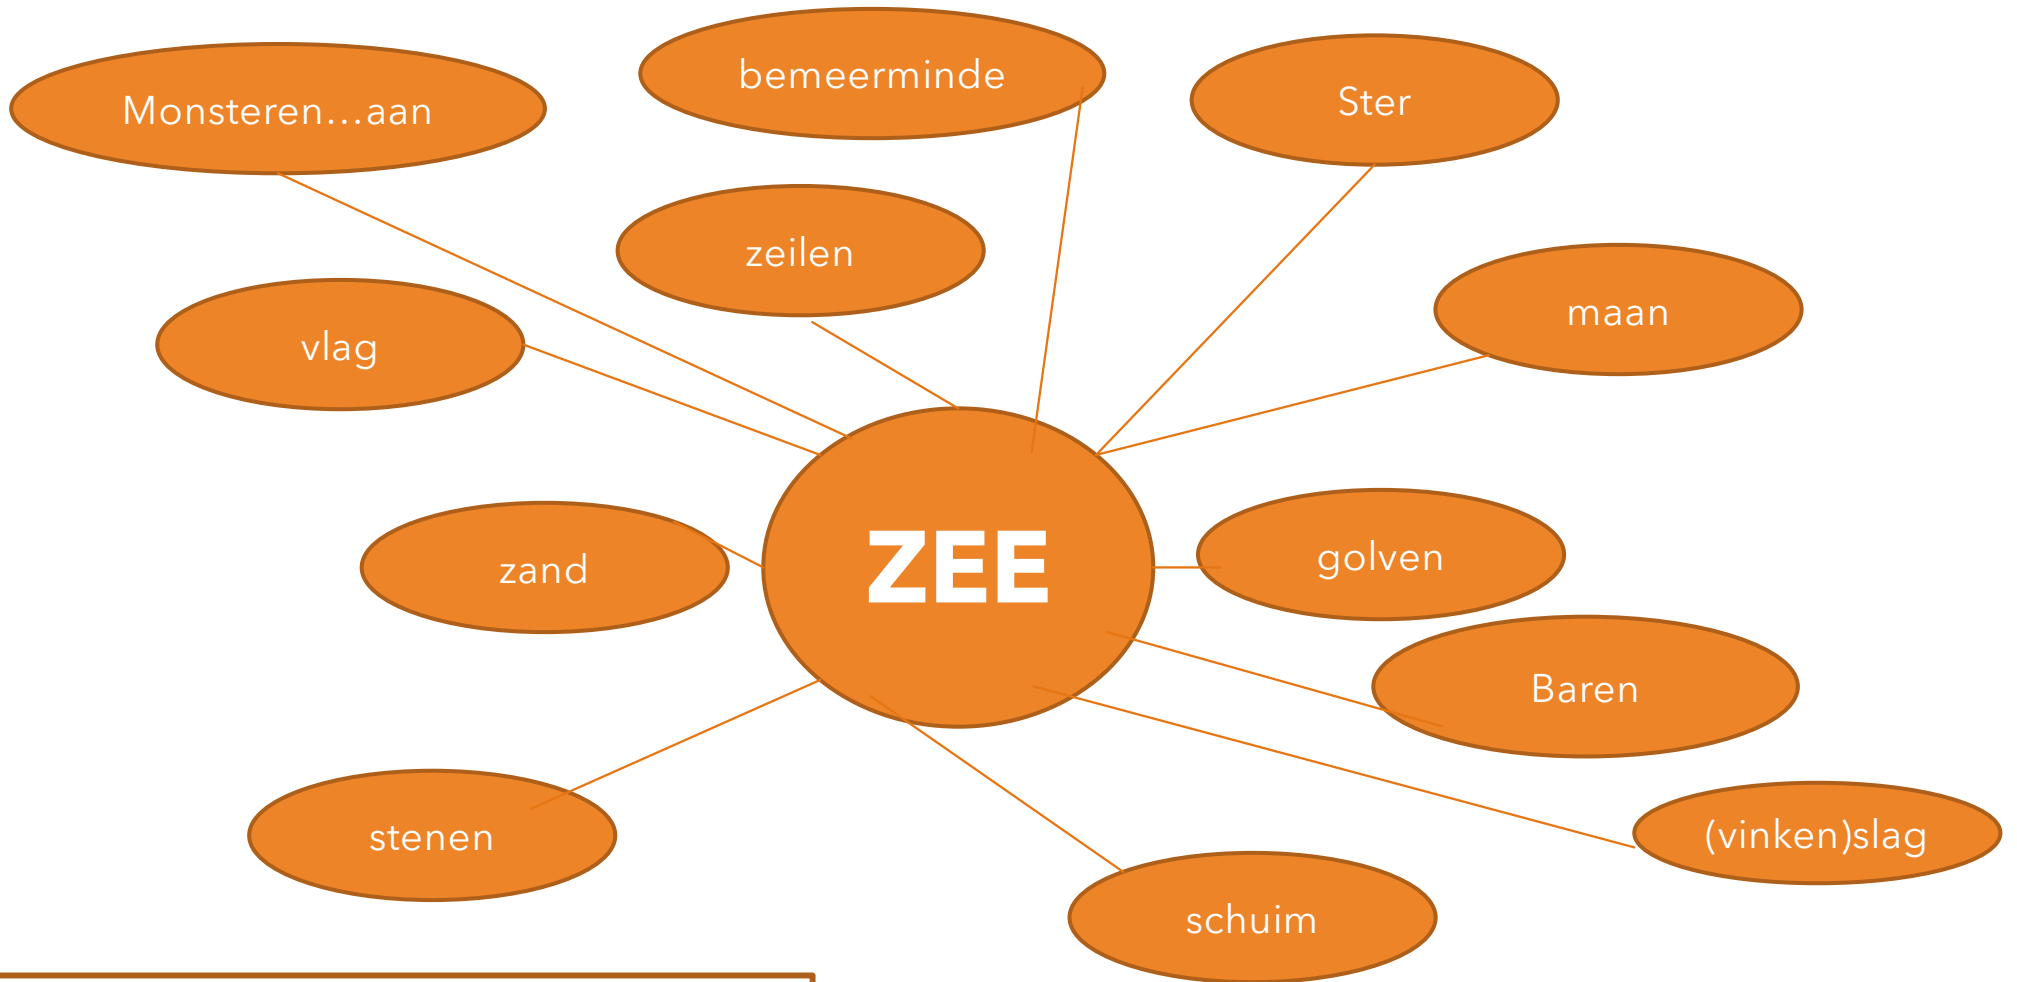 bemeerminde
Ster
Monsteren...aan
zeilen
maan
vlag
golven
zand
ZEE
Baren
stenen
(vinken)slag
schuim